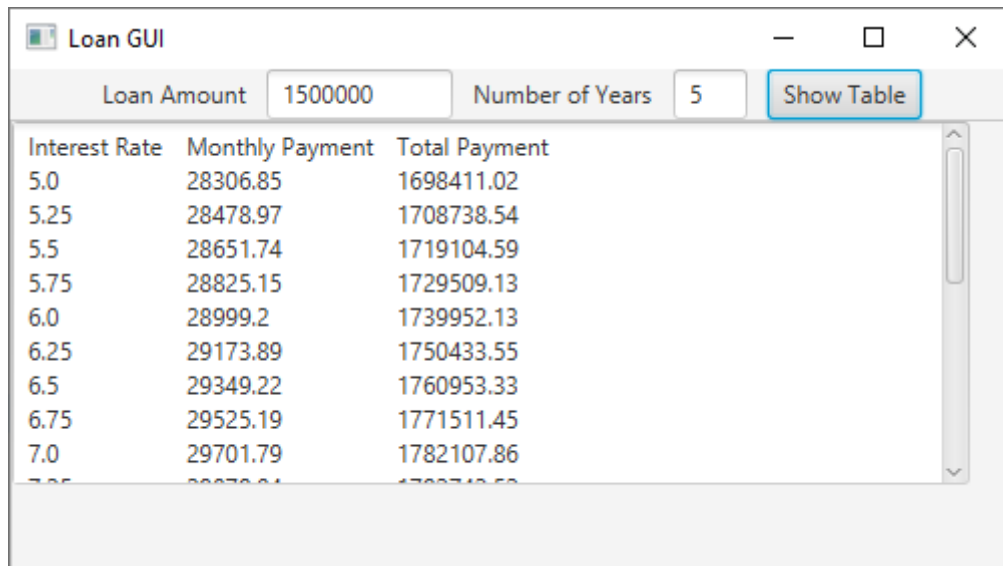 Loan GUI
Loan Amount 1500000 Number of Years 5 Show Table
Interest Rate Monthly Payment Total Payment
5.0 28306.85 1698411.02
5.25 28478.97 1708738.54
5.5 28651.74 1719104.59
5.75 28825.15 1729509.13
6.0 28999.2 1739952.13
6.25 29173.89 1750433.55
6.5 29349.22 1760953.33
6.75 29525.19 1771511.45
7.0 29701.79 1782107.86